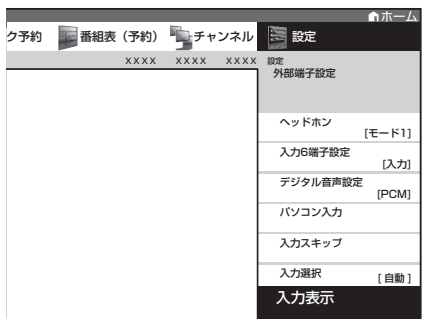 ホーム
ク予約 番組表（予約） チャンネル 設定
XXXX XXXX XXXX
設定
外部端子設定
ヘッドホン
[モード1]
入力6端子設定
[入力]
デジタル音声設定
[PCM]
パソコン入力
入力スキップ
入力選択
[自動]
入力表示